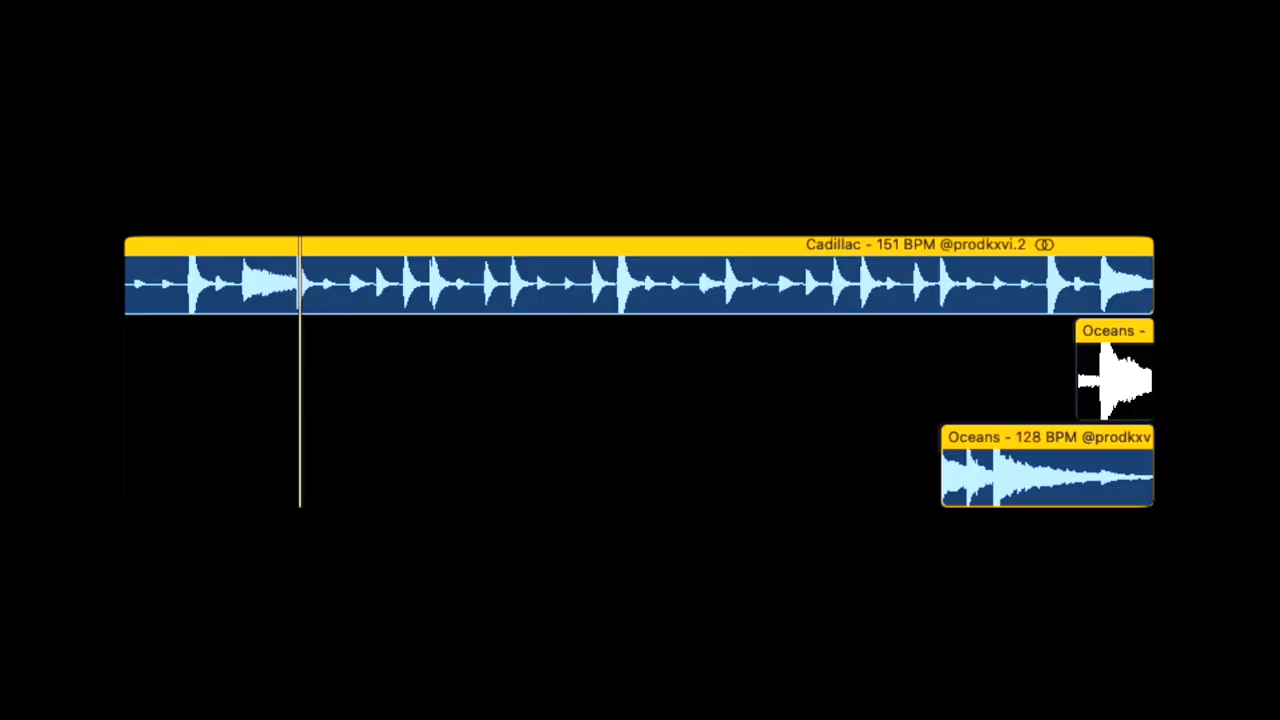 Cadillac - 151 BPM @prodkxvi.2
Oceans -
Oceans - 128 BPM @prodkxv